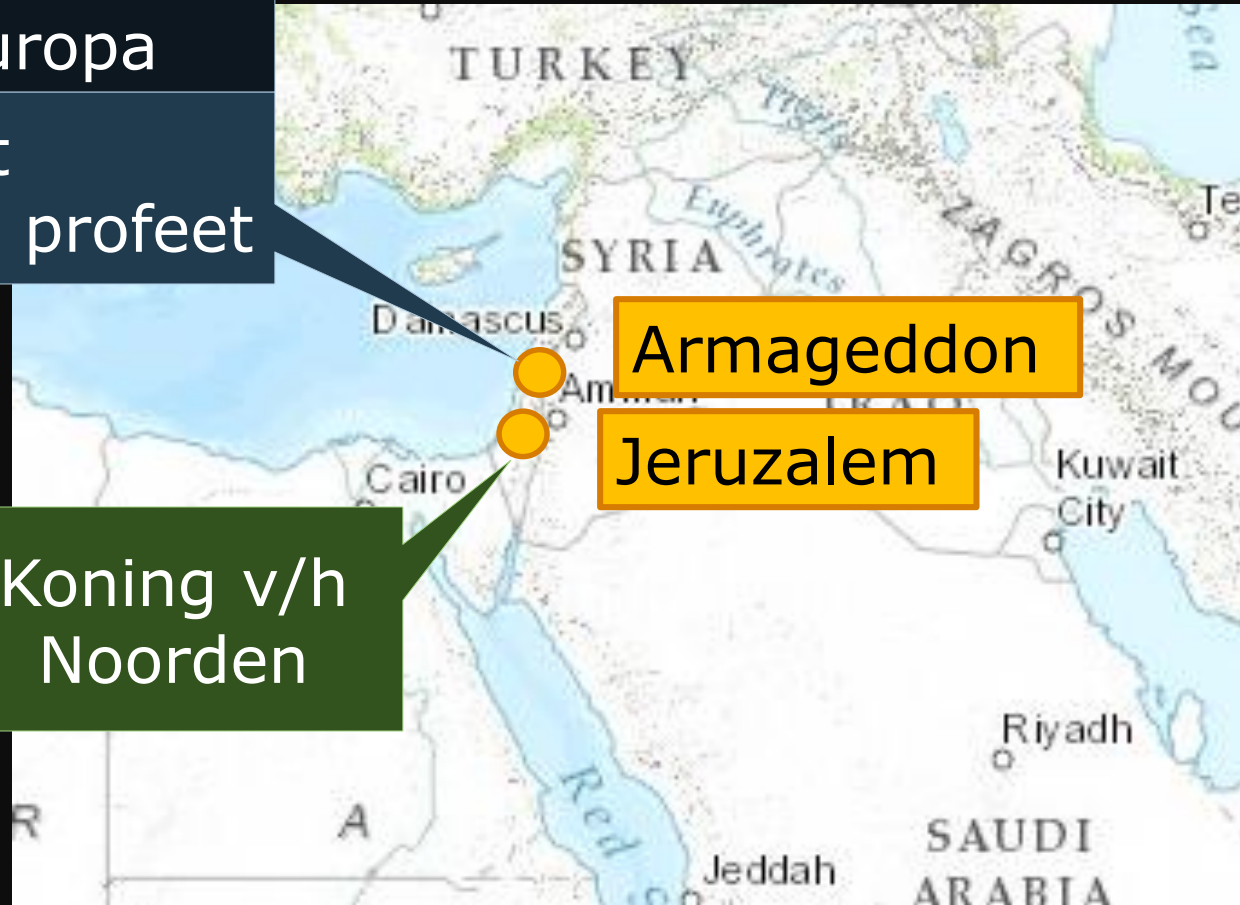 uropa
t
profeet
TURKEY
Tigris
Euphrates
SYRIA
ZAGROS MOU
Te
Damascus
Armageddon
Jeruzalem
Cairo
Kuwait
City
Koning v/h
Noorden
Riyadh
R
A
Red
SAUDI
ARABIA
Jeddah